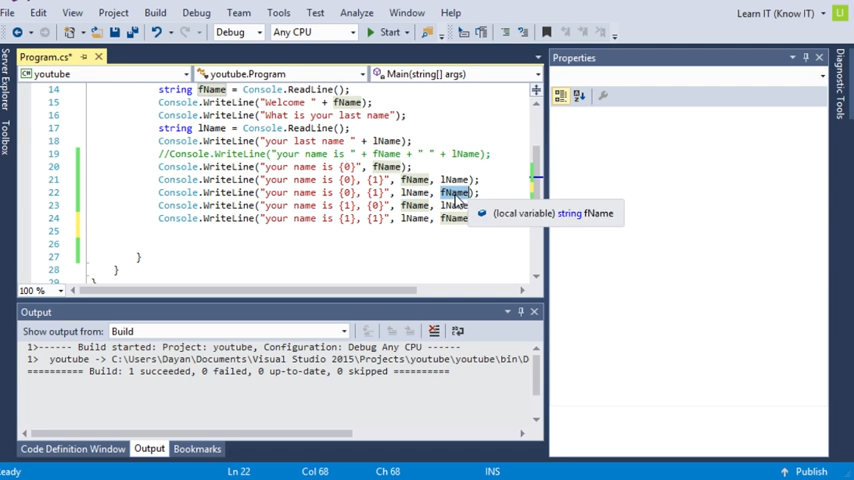 File Edit View Project Build Debug Team Tools Test Analyze Window Help Learn IT (Know IT) LI
Debug Any CPU Start
Server Explorer
Toolbox
Program.cs*
youtube youtube.Program Main(string[] args)
14 string fName = Console.ReadLine();
15 Console.WriteLine("Welcome " + fName);
16 Console.WriteLine("What is your last name");
17 string lName = Console.ReadLine();
18 Console.WriteLine("your last name " + lName);
19 //Console.WriteLine("your name is " + fName + " " + lName);
20 Console.WriteLine("your name is {0}", fName);
21 Console.WriteLine("your name is {0}, {1}", fName, lName);
22 Console.WriteLine("your name is {0}, {1}", lName, fName);
23 Console.WriteLine("your name is {1}, {0}", fName, lName
24 Console.WriteLine("your name is {1}, {1}", lName, fName
(local variable) string fName
25
26
27 }
28 }
29 }
100 %
Properties
Diagnostic Tools
Output
Show output from: Build
1>------ Build started: Project: youtube, Configuration: Debug Any CPU ------
1> youtube -> C:\Users\Dayan\Documents\Visual Studio 2015\Projects\youtube\youtube\bin\D
========== Build: 1 succeeded, 0 failed, 0 up-to-date, 0 skipped ==========
Code Definition Window Output Bookmarks
eady Ln 22 Col 68 Ch 68 INS Publish